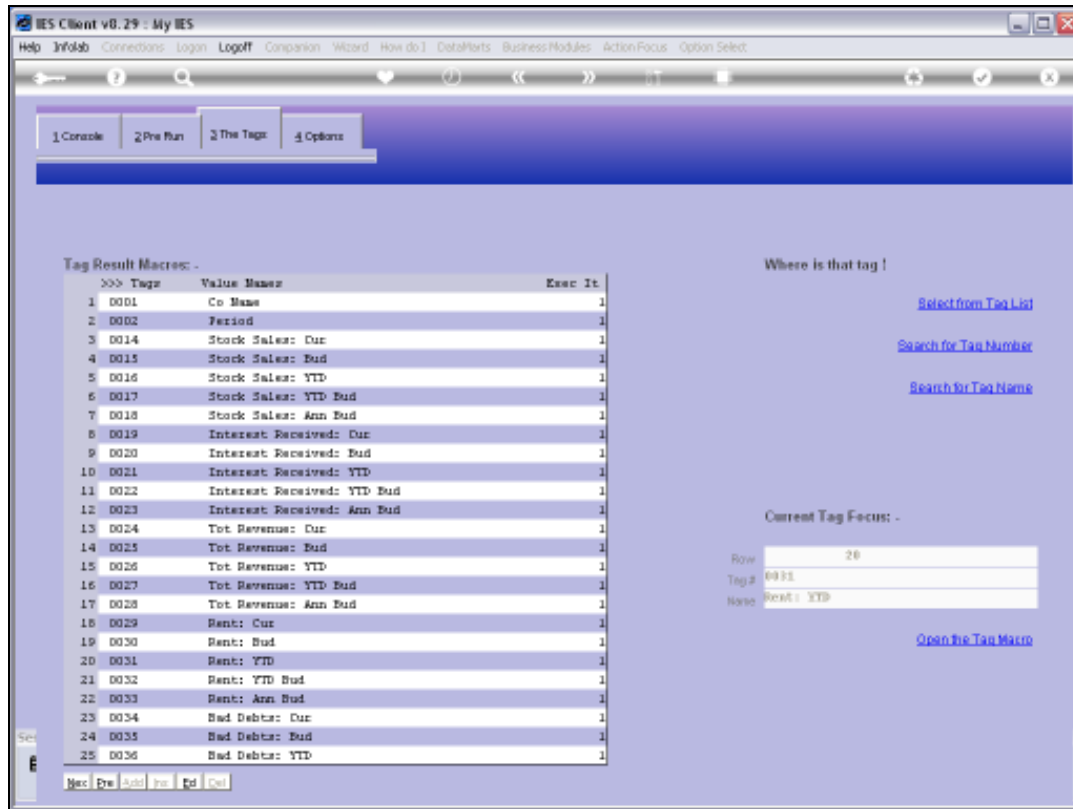 IES Client v8.29 : My IES
Help Infolab Connections Logon Logoff Companion Wizard How do I DataMarts Business Modules Action Focus Option Select
1 Console 2 Pre Run 3 The Tags 4 Options
Tag Result Macros: -
>>> Tags Value Names Exec It
1 0001 Co Name 1
2 0002 Period 1
3 0014 Stock Sales: Cur 1
4 0015 Stock Sales: Bud 1
5 0016 Stock Sales: YTD 1
6 0017 Stock Sales: YTD Bud 1
7 0018 Stock Sales: Ann Bud 1
8 0019 Interest Received: Cur 1
9 0020 Interest Received: Bud 1
10 0021 Interest Received: YTD 1
11 0022 Interest Received: YTD Bud 1
12 0023 Interest Received: Ann Bud 1
13 0024 Tot Revenue: Cur 1
14 0025 Tot Revenue: Bud 1
15 0026 Tot Revenue: YTD 1
16 0027 Tot Revenue: YTD Bud 1
17 0028 Tot Revenue: Ann Bud 1
18 0029 Rent: Cur 1
19 0030 Rent: Bud 1
20 0031 Rent: YTD 1
21 0032 Rent: YTD Bud 1
22 0033 Rent: Ann Bud 1
23 0034 Bad Debts: Cur 1
24 0035 Bad Debts: Bud 1
25 0036 Bad Debts: YTD 1
Nex Pre Add Ins Ed Del
Where is that tag !
Select from Tag List
Search for Tag Number
Search for Tag Name
Current Tag Focus: -
Row 20
Tag # 0031
Name Rent: YTD
Open the Tag Macro